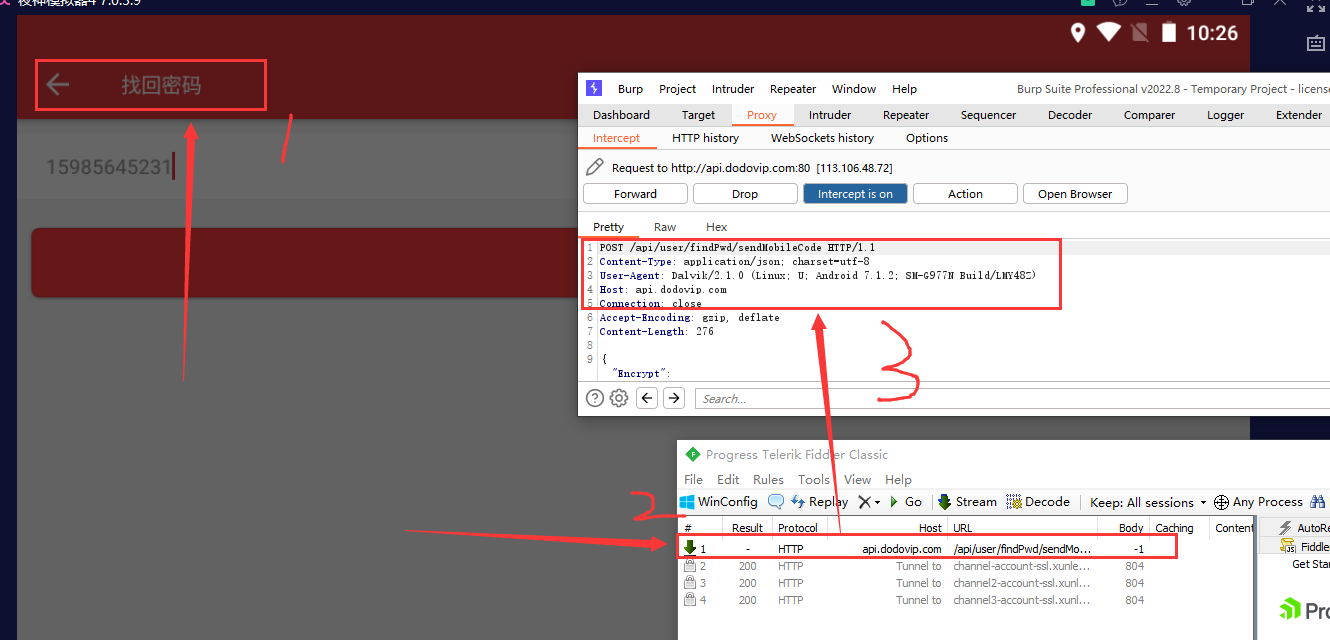 夜神模拟器4 7.0.3.9
10:26
找回密码
1
15985645231
Burp Project Intruder Repeater Window Help
Burp Suite Professional v2022.8 - Temporary Project - license
Dashboard Target Proxy Intruder Repeater Sequencer Decoder Comparer Logger Extender
Intercept HTTP history WebSockets history Options
Request to http://api.dodovip.com:80 [113.106.48.72]
Forward Drop Intercept is on Action Open Browser
Pretty Raw Hex
1 POST /api/user/findPwd/sendMobileCode HTTP/1.1
2 Content-Type: application/json; charset=utf-8
3 User-Agent: Dalvik/2.1.0 (Linux; U; Android 7.1.2; SM-G977N Build/LMY48Z)
4 Host: api.dodovip.com
5 Connection: close
6 Accept-Encoding: gzip, deflate
7 Content-Length: 276
8
9 {
"Encrypt":
3
Search...
Progress Telerik Fiddler Classic
File Edit Rules Tools View Help
2
WinConfig Replay Go Stream Decode Keep: All sessions Any Process
# Result Protocol Host URL Body Caching Content
1 - HTTP api.dodovip.com /api/user/findPwd/sendMo... -1
2 200 HTTP Tunnel to channel-account-ssl.xunle... 804
3 200 HTTP Tunnel to channel2-account-ssl.xunl... 804
4 200 HTTP Tunnel to channel3-account-ssl.xunl... 804
AutoRe
Fiddle
Get Sta
Pro